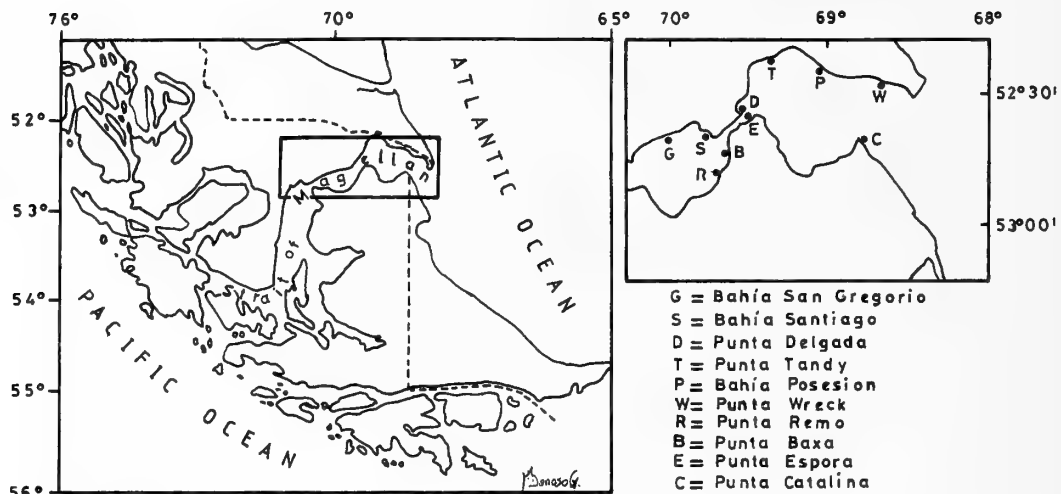 76° 70° 65° 70° 69° 68°
52°
53°
54°
55°
56°
ATLANTIC OCEAN
Magellan
of
PACIFIC OCEAN
T
P
W
D
E
C
G
S
B
R
52°30'
53°00'
G = Bahía San Gregorio
S = Bahía Santiago
D = Punta Delgada
T = Punta Tandy
P = Bahía Posesion
W = Punta Wreck
R = Punta Remo
B = Punta Baxa
E = Punta Espora
C = Punta Catalina